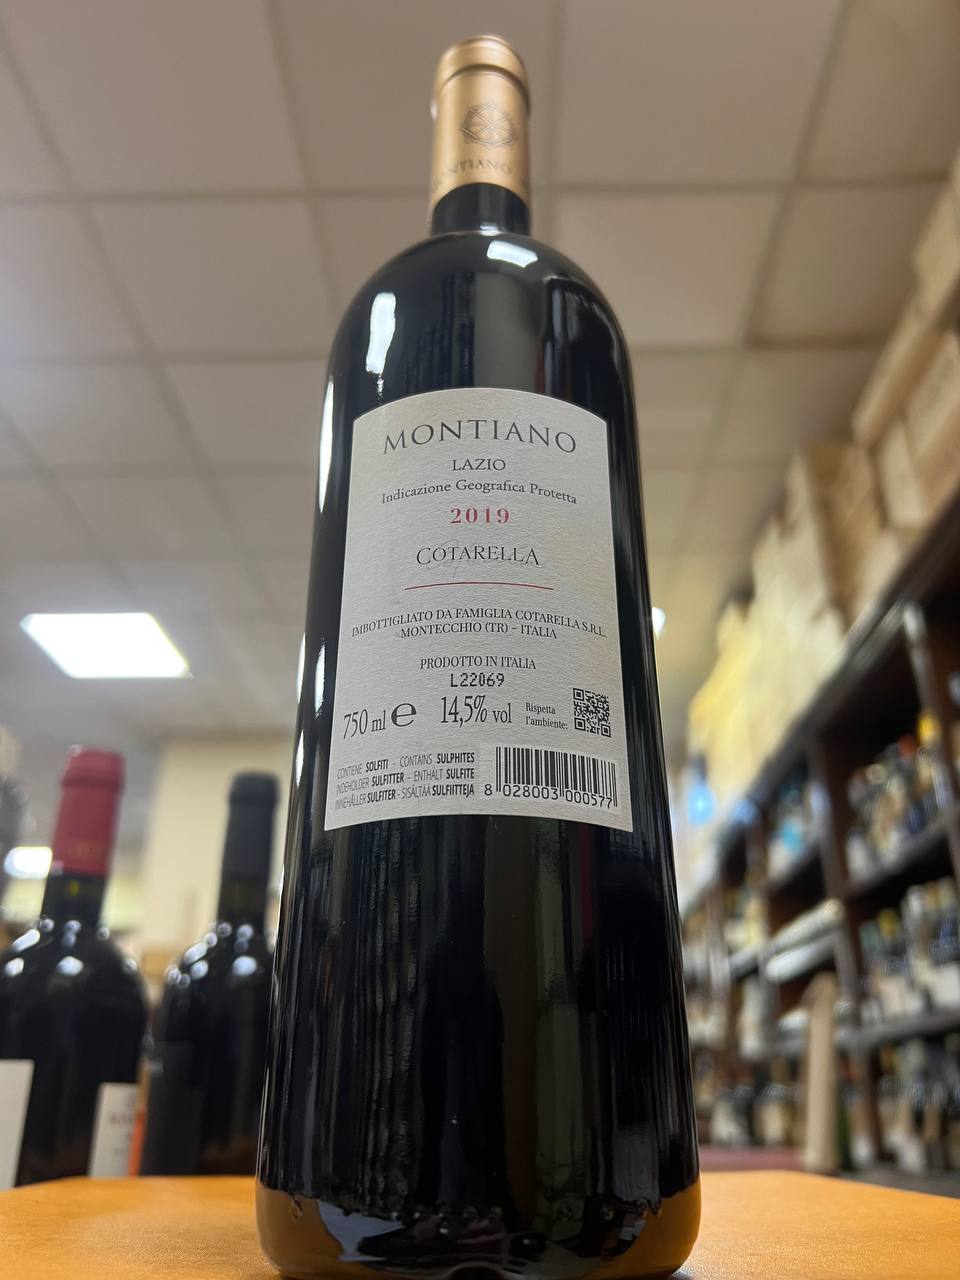 MONTIANO
MONTIANO
LAZIO
Indicazione Geografica Protetta
2019
COTARELLA
IMBOTTIGLIATO DA FAMIGLIA COTARELLA S.R.L.
MONTECCHIO (TR) - ITALIA
PRODOTTO IN ITALIA
L22069
750 ml e 14,5% vol
Rispetta
l'ambiente:
CONTIENE SOLFITI - CONTAINS SULPHITES
INDEHOLDER SULFITTER - ENTHALT SULFITE
INNEHÅLLER SULFITER - SISÄLTÄÄ SULFIITTEJA
8 028003 000577